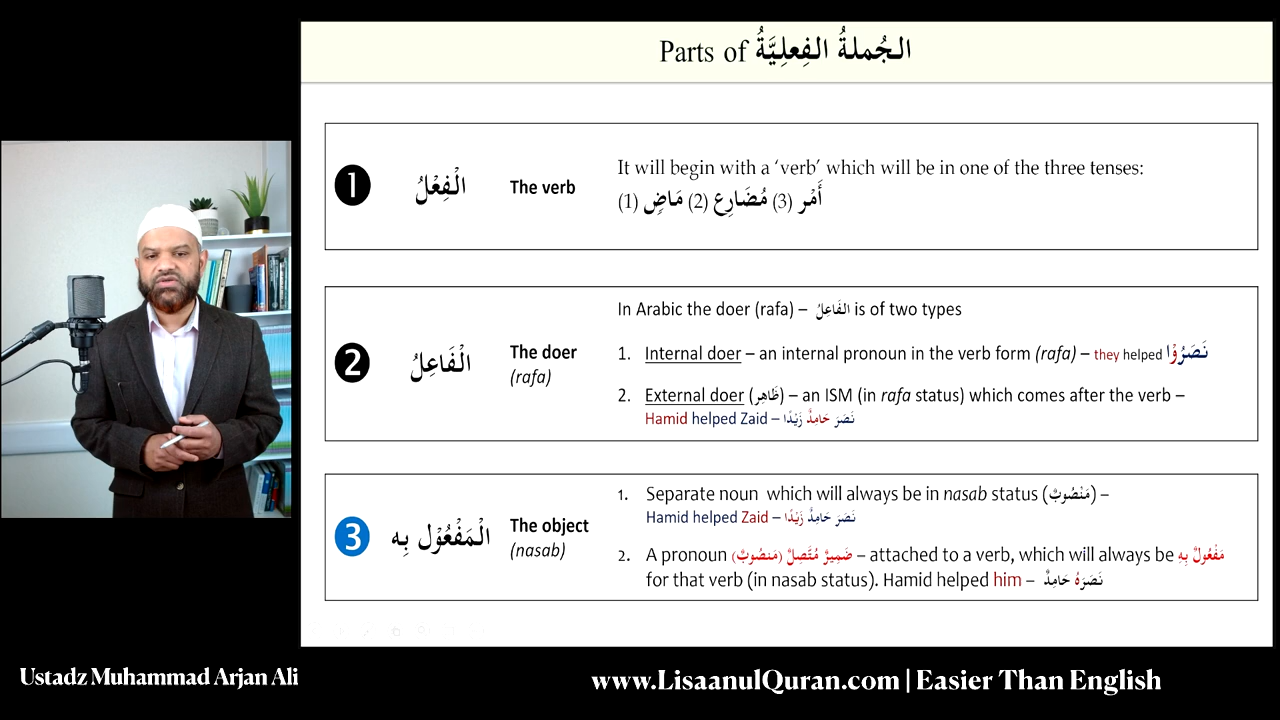 Parts of الجُملةُ الفِعلِيَّةُ
1 الْفِعْلُ The verb
It will begin with a ‘verb’ which will be in one of the three tenses:
(1) مَاضٍ (2) مُضَارِع (3) أَمْر
2 الْفَاعِلُ The doer
(rafa)
In Arabic the doer (rafa) – الفَاعِلُ is of two types
1. Internal doer – an internal pronoun in the verb form (rafa) – they helped نَصَرُوْا
2. External doer (ظَاهِر) – an ISM (in rafa status) which comes after the verb –
Hamid helped Zaid – نَصَرَ حَامِدٌ زَيْدًا
3 الْمَفْعُوْل بِه The object
(nasab)
1. Separate noun which will always be in nasab status (مَنْصُوبٌ) –
Hamid helped Zaid – نَصَرَ حَامِدٌ زَيْدًا
2. A pronoun ضَمِيرٌ مُتَّصِلٌ (مَنصُوبٌ) – attached to a verb, which will always be مَفْعُولٌ بِهِ
for that verb (in nasab status). Hamid helped him – نَصَرَهُ حَامِدٌ
Ustadz Muhammad Arjan Ali
www.LisaanulQuran.com | Easier Than English